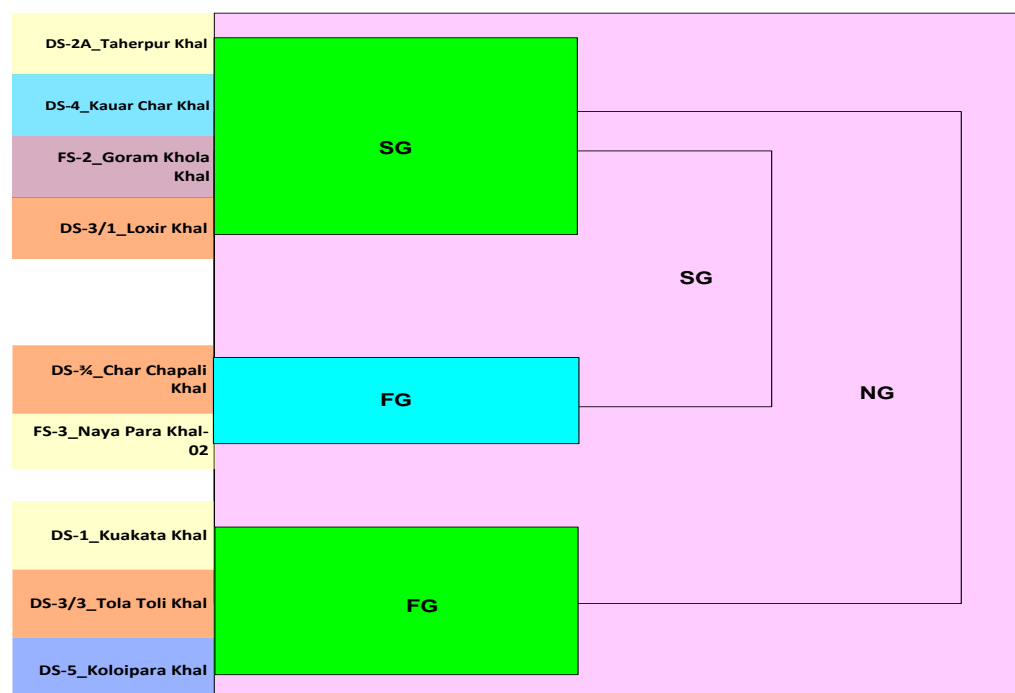 DS-2A_Taherpur Khal
DS-4_Kauar Char Khal
FS-2_Goram Khola
Khal
DS-3/1_Loxir Khal
SG
SG
DS-¾_Char Chapali
Khal
FG
NG
FS-3_Naya Para Khal-
02
DS-1_Kuakata Khal
DS-3/3_Tola Toli Khal
FG
DS-5_Koloipara Khal